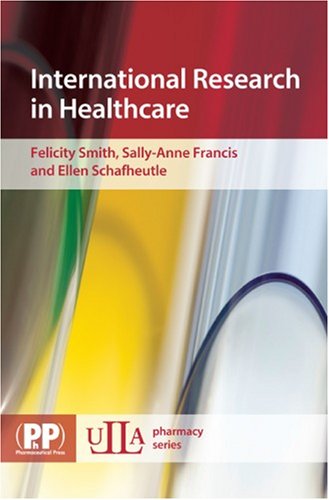 International Research
in Healthcare
Felicity Smith, Sally-Anne Francis
and Ellen Schafheutle
(PhP)
Pharmaceutical Press
ULLA
pharmacy
series